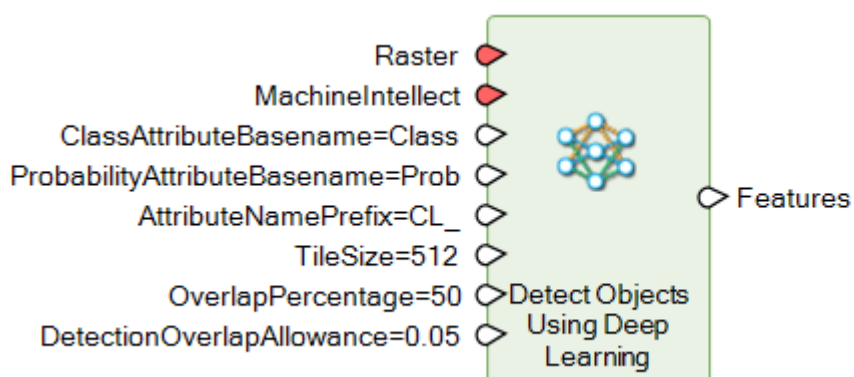 Raster
MachineIntellect
ClassAttributeBasename=Class
ProbabilityAttributeBasename=Prob
AttributeNamePrefix=CL_
TileSize=512
OverlapPercentage=50
DetectionOverlapAllowance=0.05
Detect Objects
Using Deep
Learning
Features